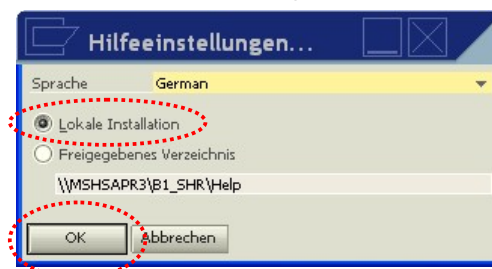 Hilfeeinstellungen...
Sprache German
Lokale Installation
Freigegebenes Verzeichnis
\\MSHSAPR3\B1_SHR\Help
OK Abbrechen